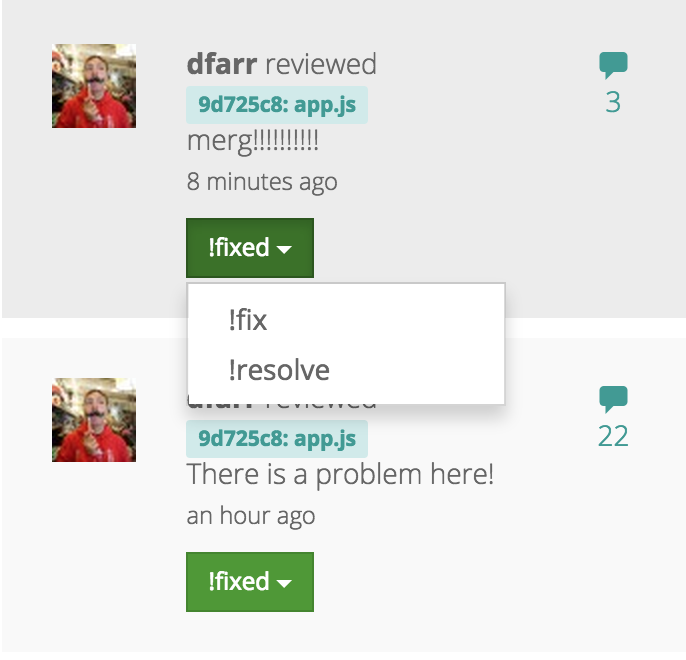 dfarr reviewed
3
9d725c8: app.js
merg!!!!!!!!!!
8 minutes ago
!fixed
!fix
!resolve
dfarr reviewed
22
9d725c8: app.js
There is a problem here!
an hour ago
!fixed